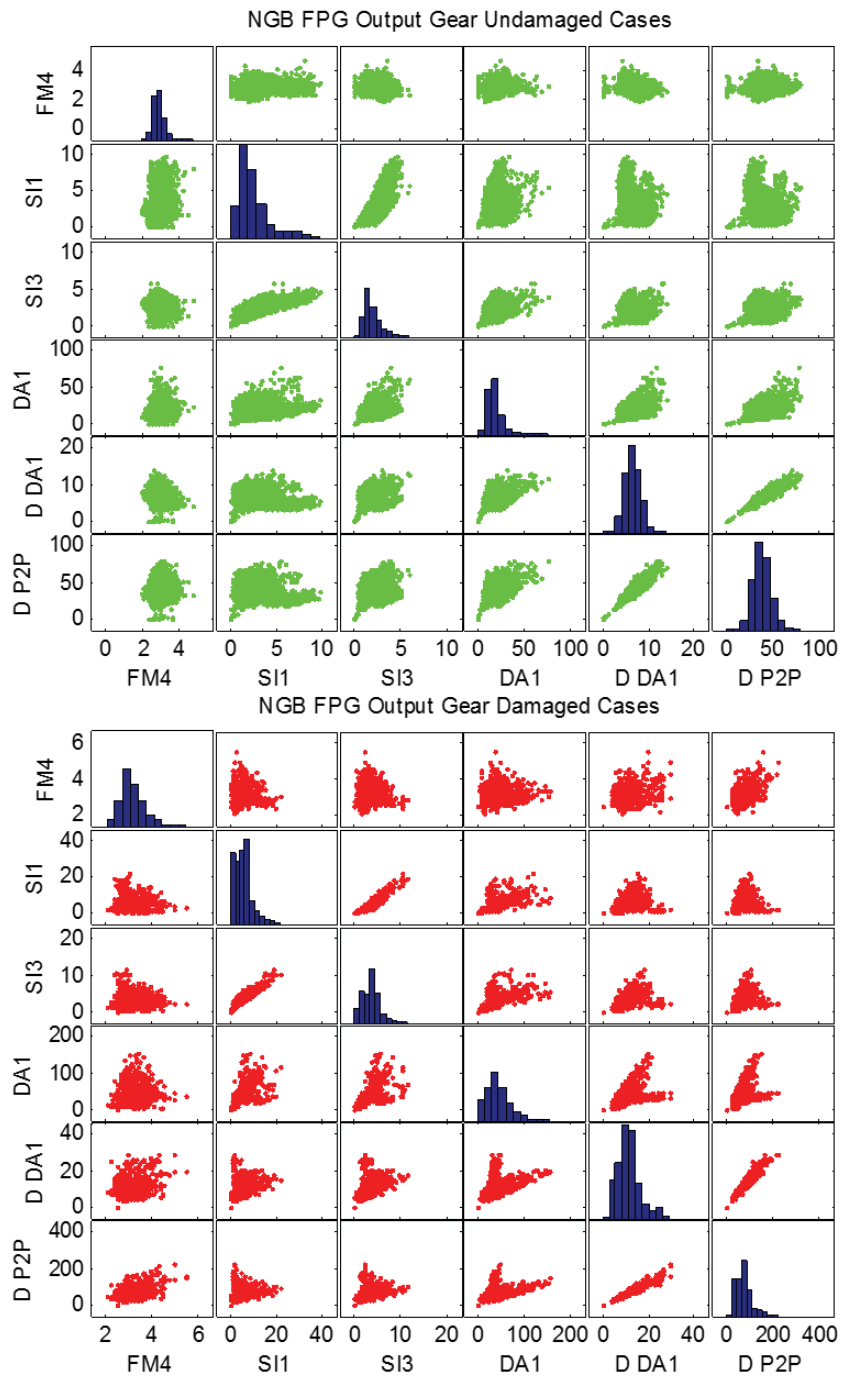 NGB FPG Output Gear Undamaged Cases
FM4
4
2
0
SI1
10
5
0
SI3
10
5
0
DA1
100
50
0
D DA1
20
10
0
D P2P
100
50
0
0 2 4 0 5 10 0 5 10 0 50 100 0 10 20 0 50 100
FM4 SI1 SI3 DA1 D DA1 D P2P
NGB FPG Output Gear Damaged Cases
FM4
6
4
2
SI1
40
20
0
SI3
20
10
0
DA1
200
100
0
D DA1
40
20
0
D P2P
400
200
0
2 4 6 0 20 40 0 10 20 0 100 200 0 20 40 0 200 400
FM4 SI1 SI3 DA1 D DA1 D P2P